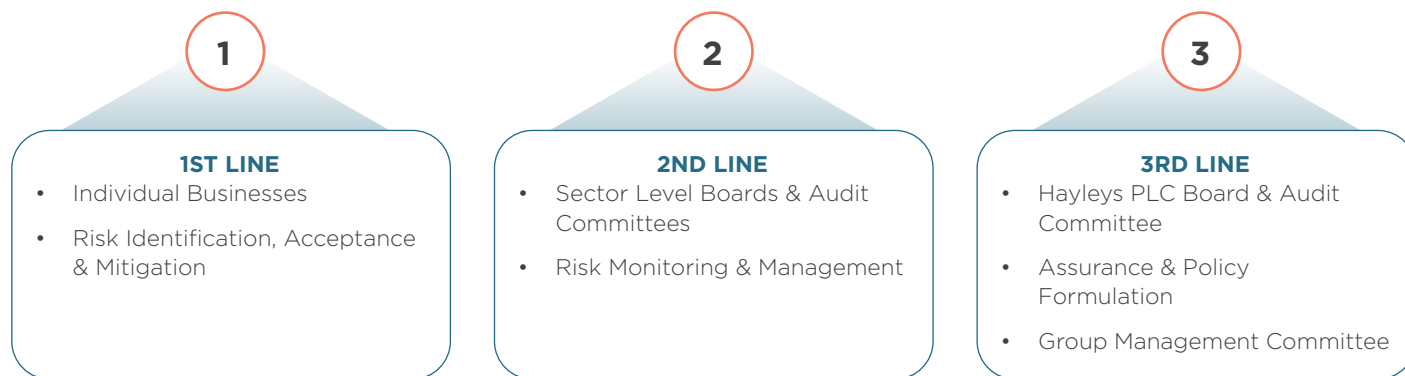 1
2
3
1ST LINE
• Individual Businesses
• Risk Identification, Acceptance
& Mitigation
2ND LINE
• Sector Level Boards & Audit
Committees
• Risk Monitoring & Management
3RD LINE
• Hayleys PLC Board & Audit
Committee
• Assurance & Policy
Formulation
• Group Management Committee